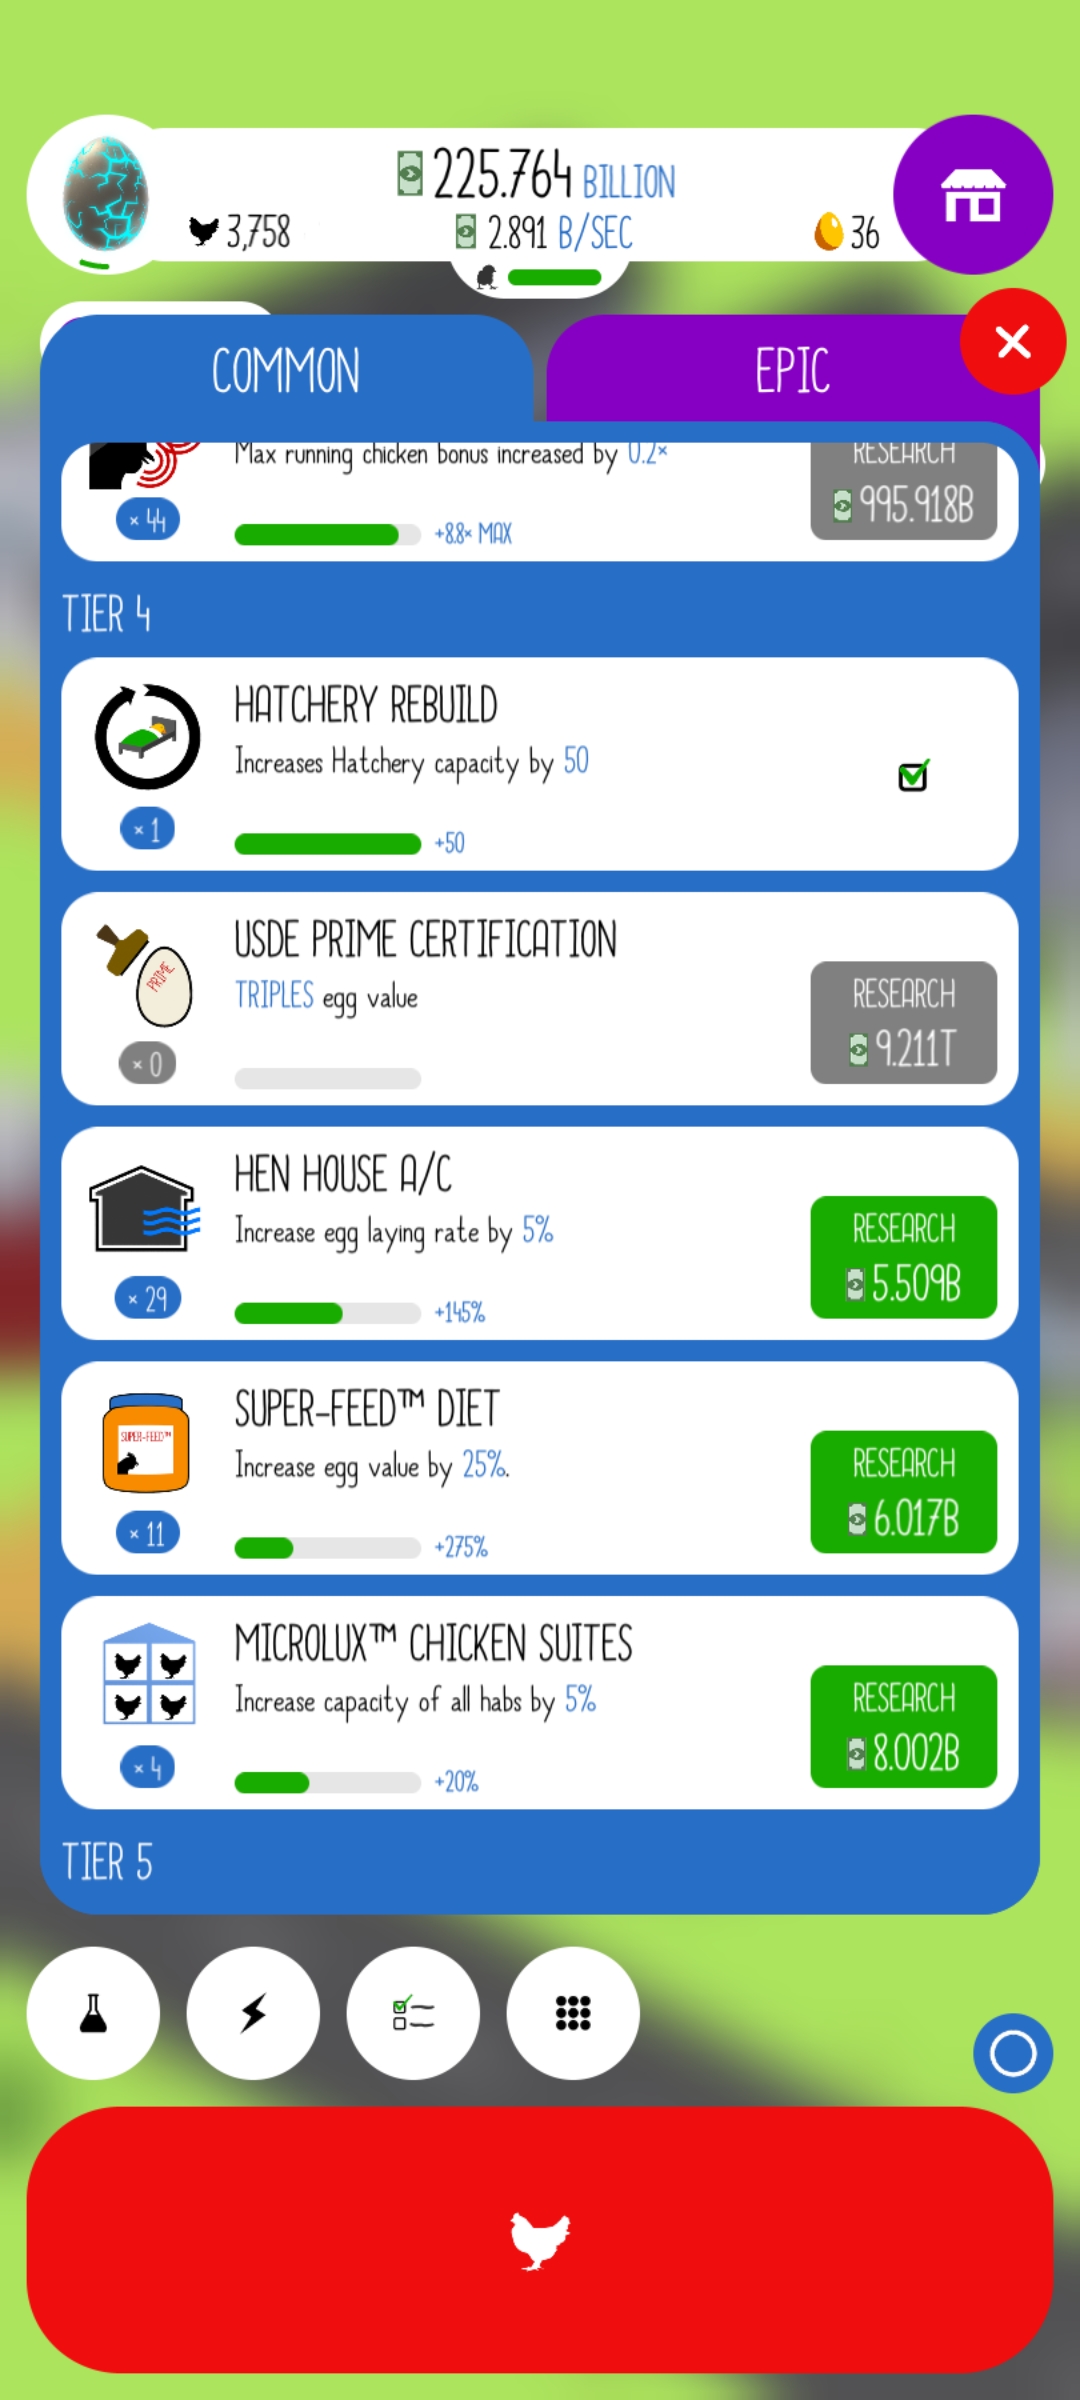 225.764 BILLION
3,758
2.891 B/SEC
36
COMMON
EPIC
Max running chicken bonus increased by 0.2×
RESEARCH
995.918B
× 44
+8.8× MAX
TIER 4
HATCHERY REBUILD
Increases Hatchery capacity by 50
× 1
+50
USDE PRIME CERTIFICATION
TRIPLES egg value
PRIME
RESEARCH
9.211T
× 0
HEN HOUSE A/C
Increase egg laying rate by 5%
RESEARCH
5.509B
× 29
+145%
SUPER-FEED™ DIET
SUPER-FEED™
Increase egg value by 25%.
RESEARCH
6.017B
× 11
+275%
MICROLUX™ CHICKEN SUITES
Increase capacity of all habs by 5%
RESEARCH
8.002B
× 4
+20%
TIER 5